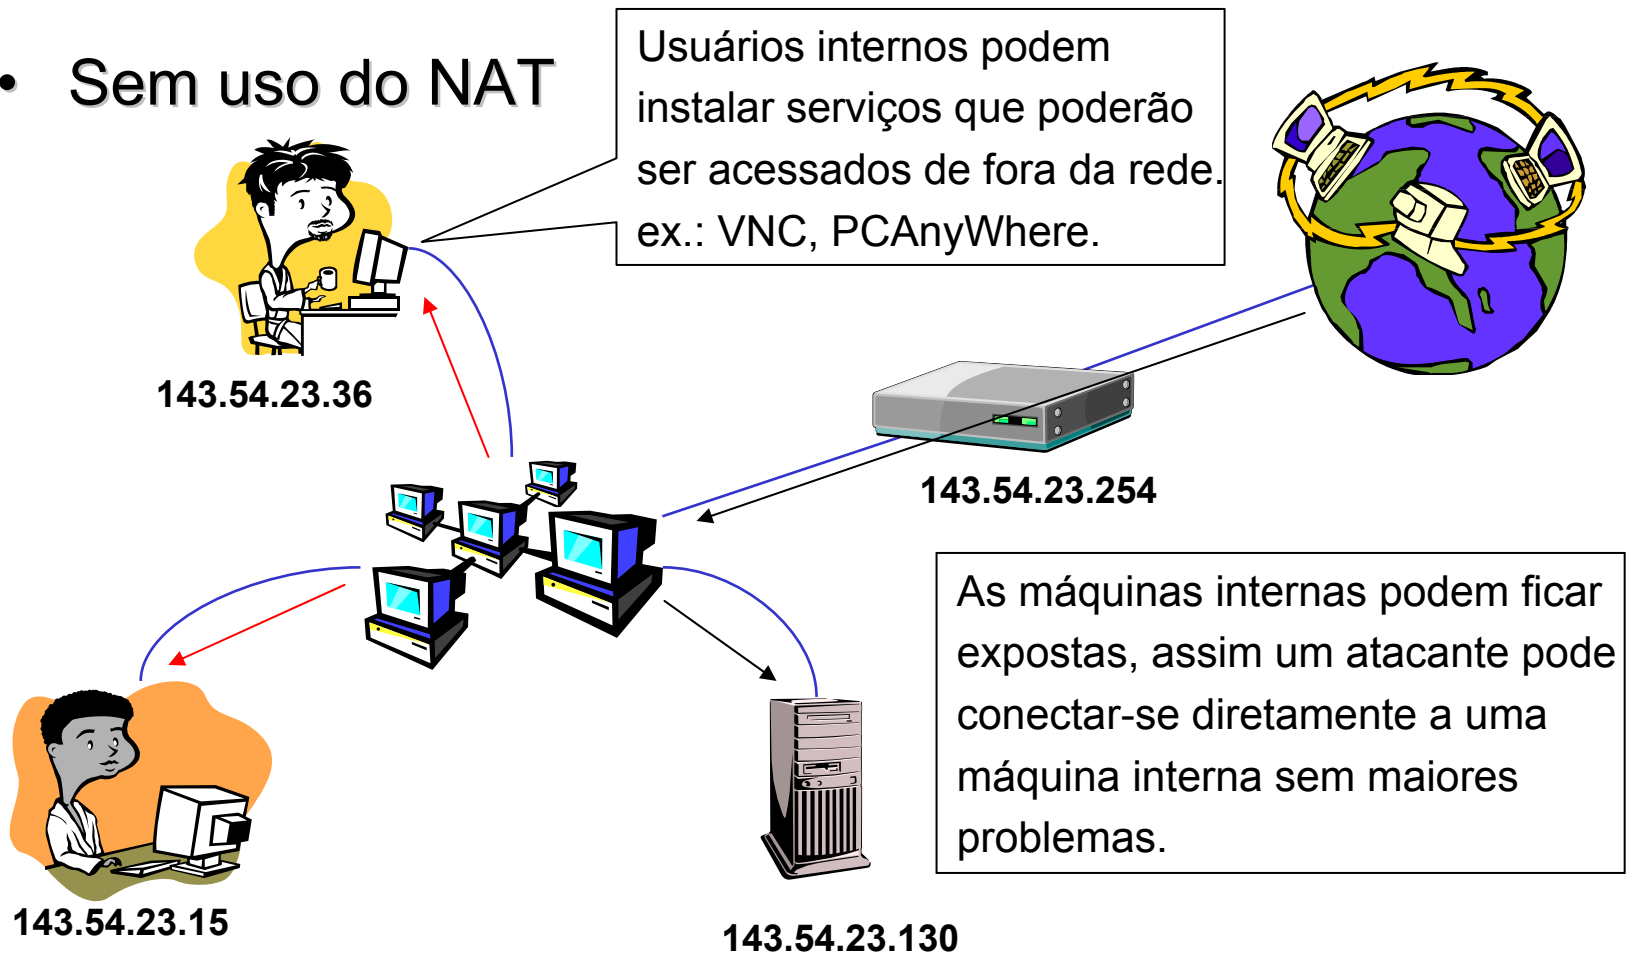 • Sem uso do NAT
Usuários internos podem
instalar serviços que poderão
ser acessados de fora da rede.
ex.: VNC, PCAnyWhere.
143.54.23.36
143.54.23.254
As máquinas internas podem ficar
expostas, assim um atacante pode
conectar-se diretamente a uma
máquina interna sem maiores
problemas.
143.54.23.15
143.54.23.130